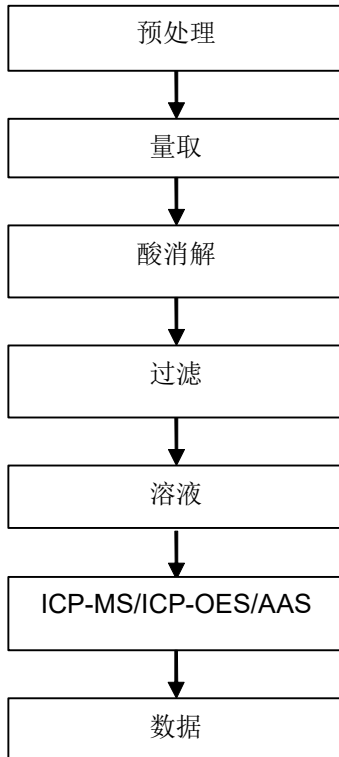 预处理
量取
酸消解
过滤
溶液
ICP-MS/ICP-OES/AAS
数据